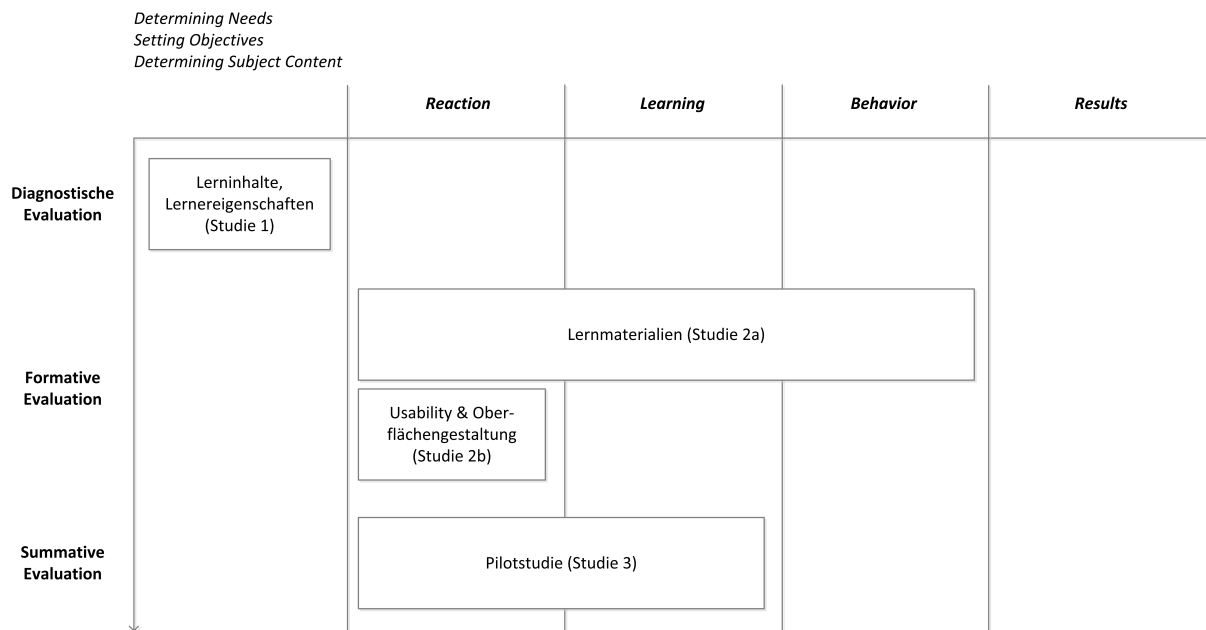 Determining Needs
Setting Objectives
Determining Subject Content
Reaction
Learning
Behavior
Results
Diagnostische
Evaluation
Lerninhalte,
Lernereigenschaften
(Studie 1)
Lernmaterialien (Studie 2a)
Formative
Evaluation
Usability & Ober-
flächengestaltung
(Studie 2b)
Summative
Evaluation
Pilotstudie (Studie 3)